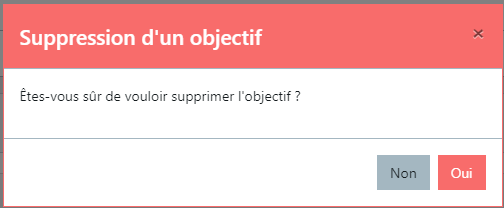 Suppression d'un objectif
×
Êtes-vous sûr de vouloir supprimer l'objectif ?
Non
Oui